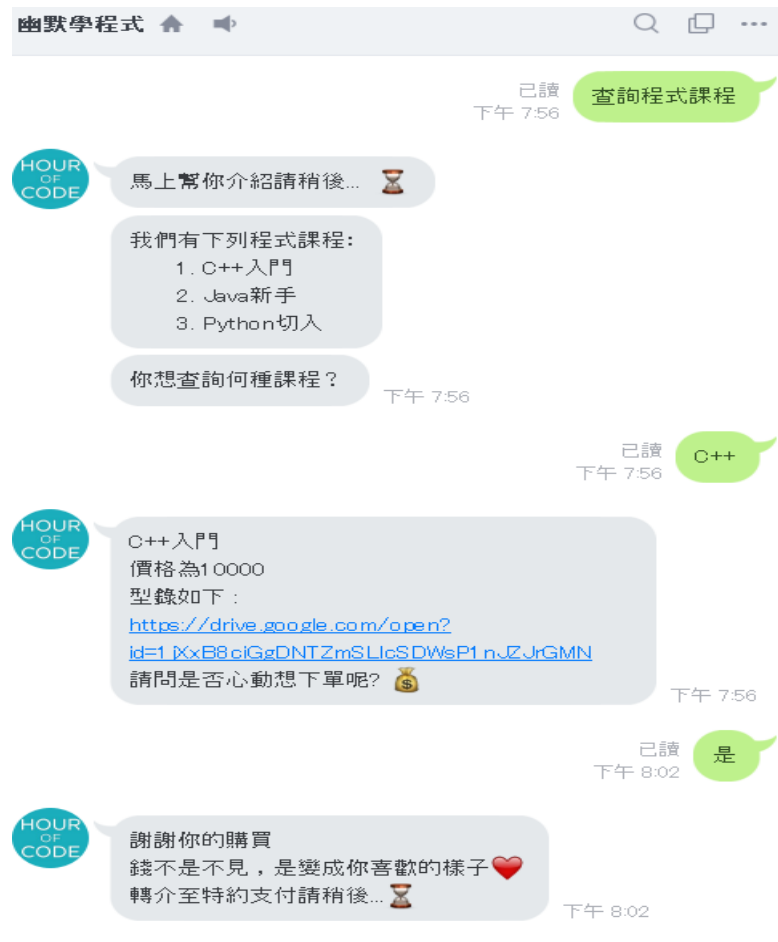 幽默學程式
已讀
下午 7:56
查詢程式課程
HOUR
OF
CODE
馬上幫你介紹請稍後... ⏳
我們有下列程式課程:
1. C++入門
2. Java新手
3. Python切入
你想查詢何種課程？
下午 7:56
已讀
下午 7:56
C++
HOUR
OF
CODE
C++入門
價格為10000
型錄如下：
https://drive.google.com/open?
id=1jXxB8ciGgDNTZmSLlcSDWsP1nJZJrGMN
請問是否心動想下單呢? 💰
下午 7:56
已讀
下午 8:02
是
HOUR
OF
CODE
謝謝你的購買
錢不是不見，是變成你喜歡的樣子❤
轉介至特約支付請稍後...⏳
下午 8:02